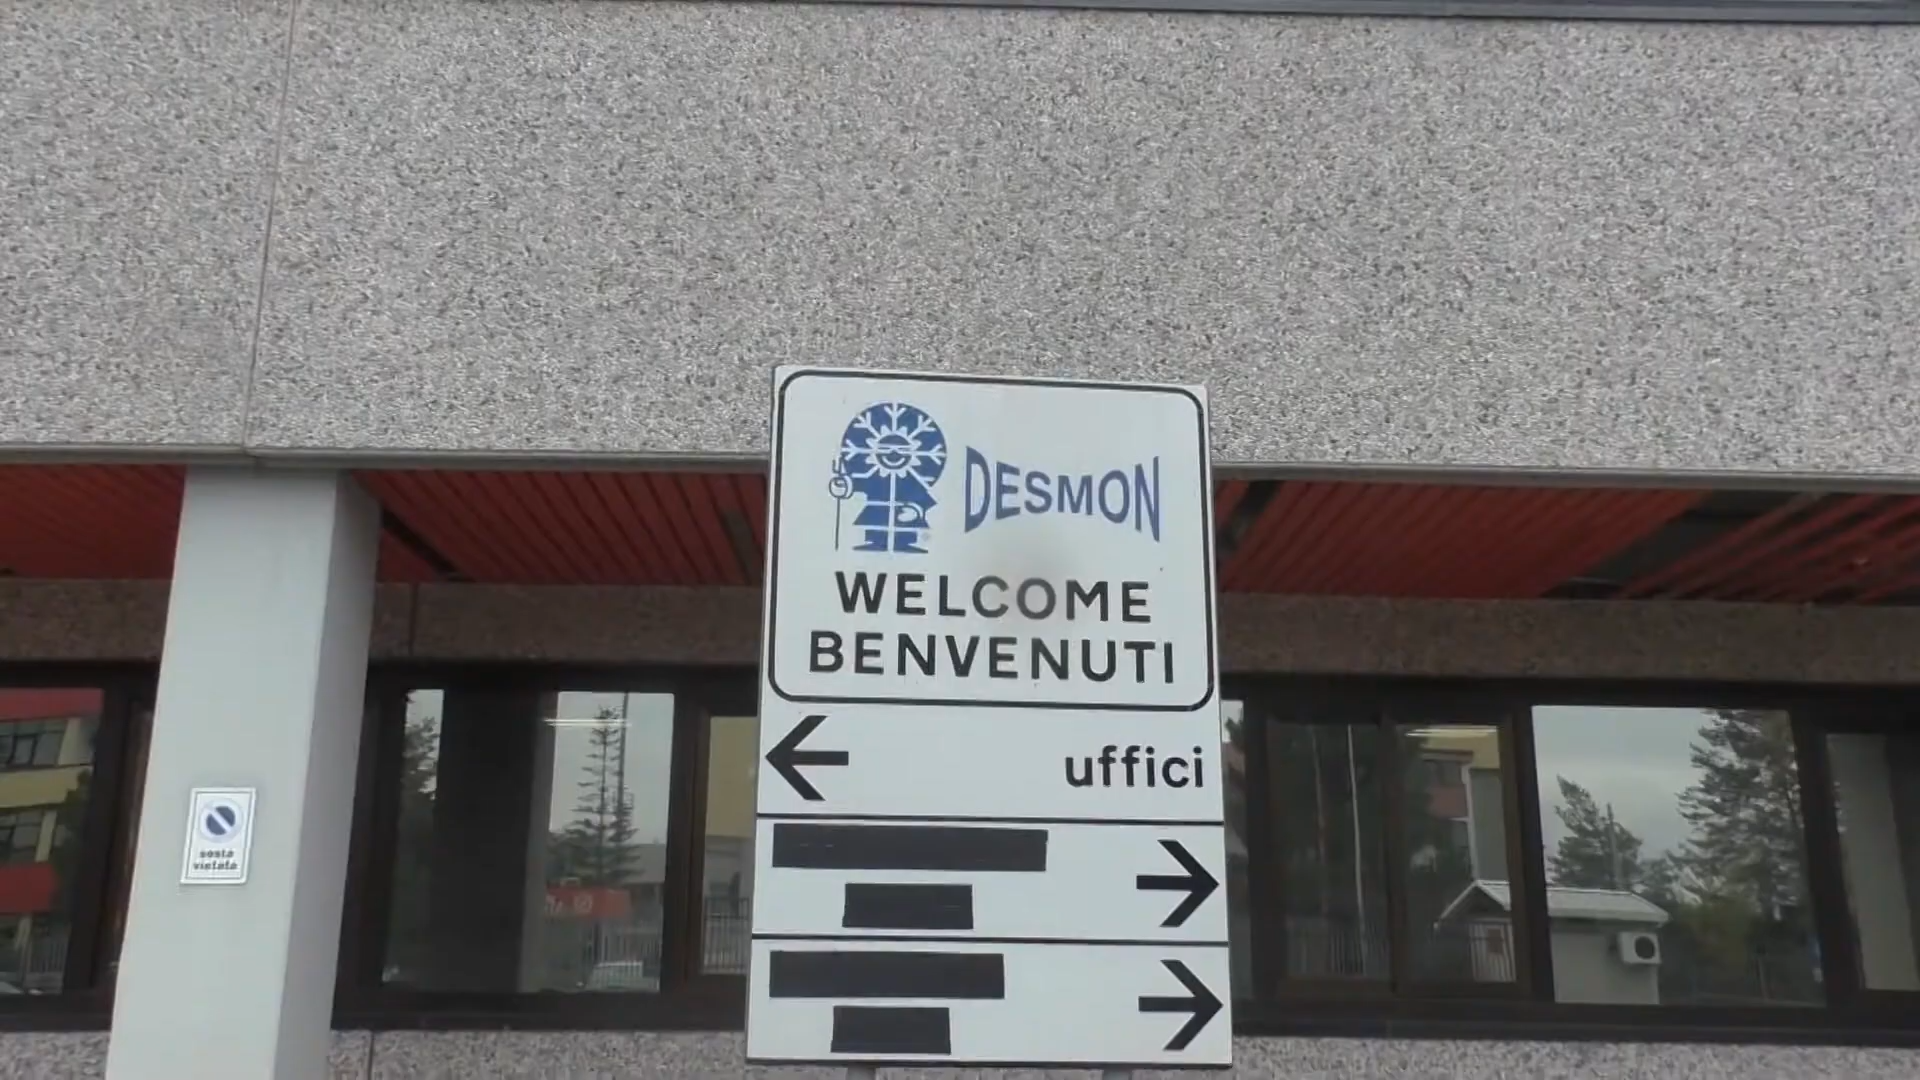 DESMON
WELCOME
BENVENUTI
uffici
sosta
vietata